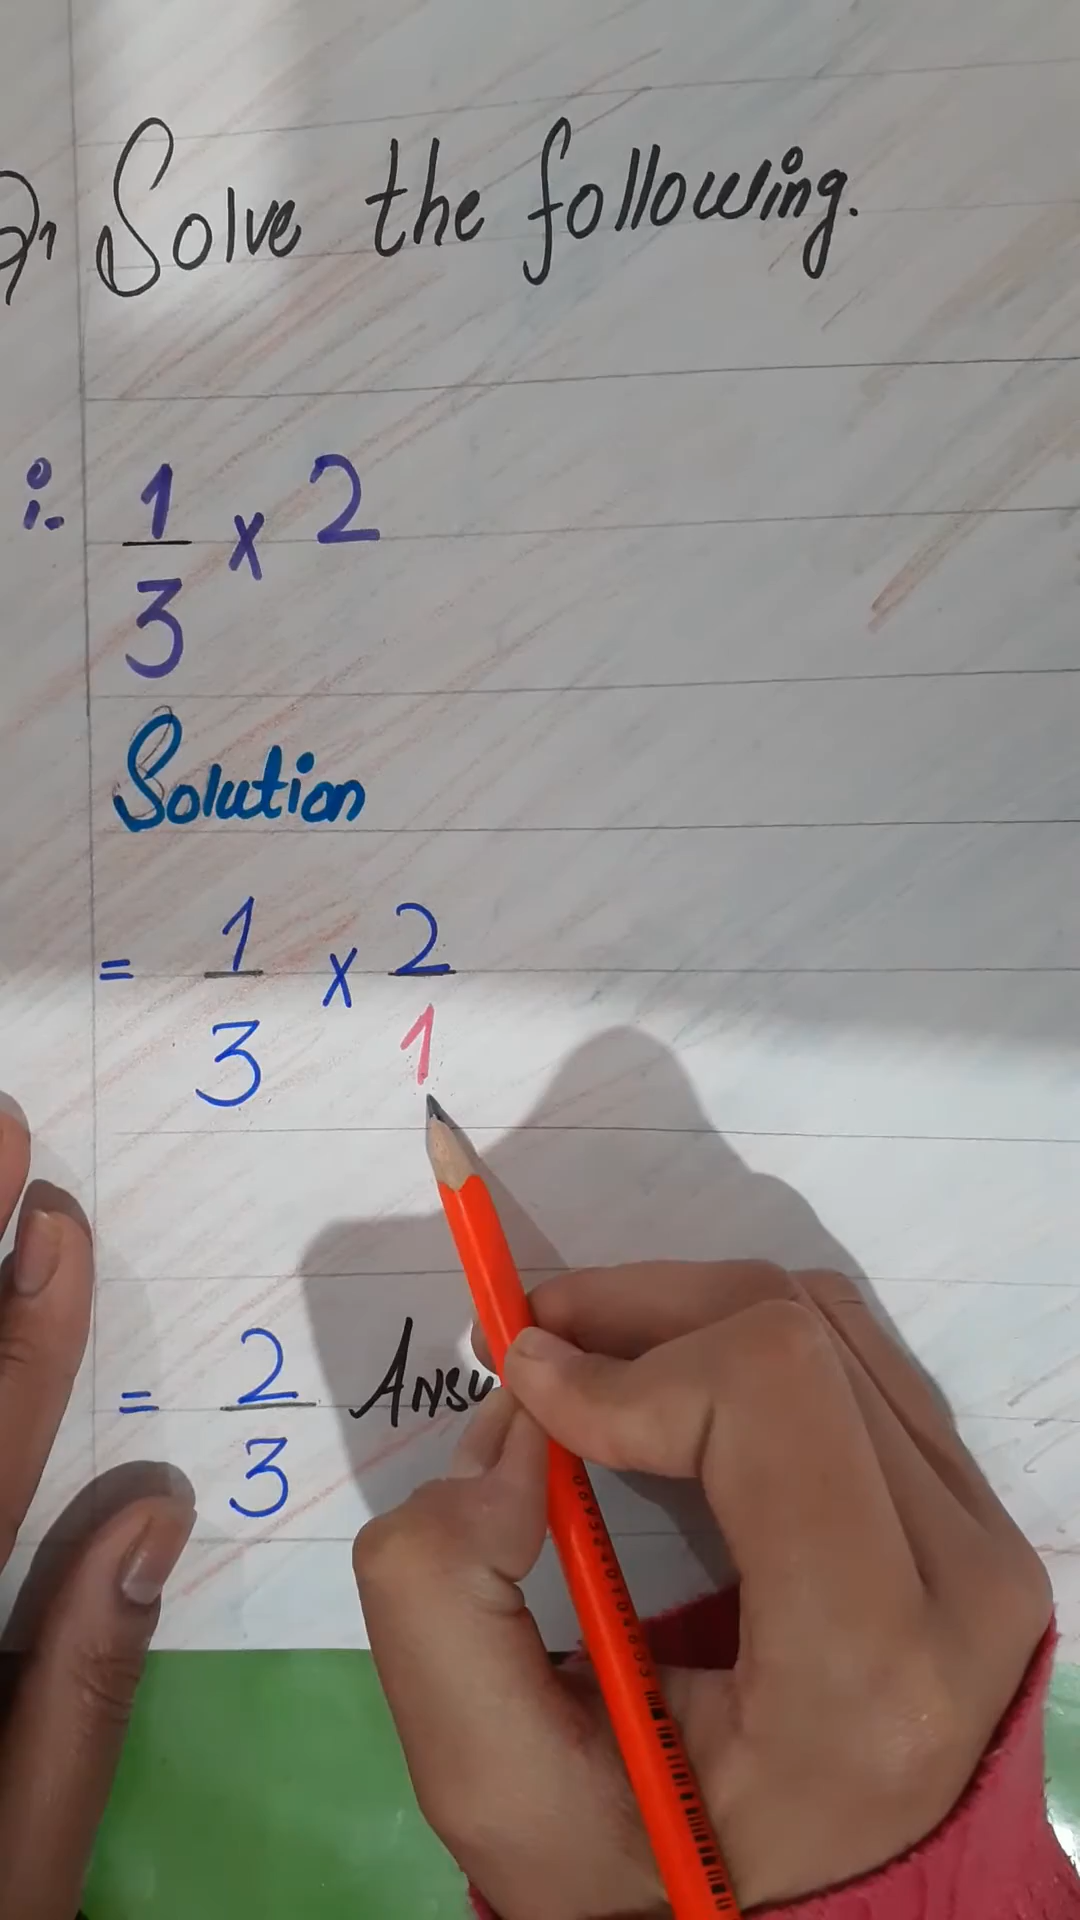 Solve the following.
i. 1/3 x 2
Solution
= 1/3 x 2/1
= 2/3